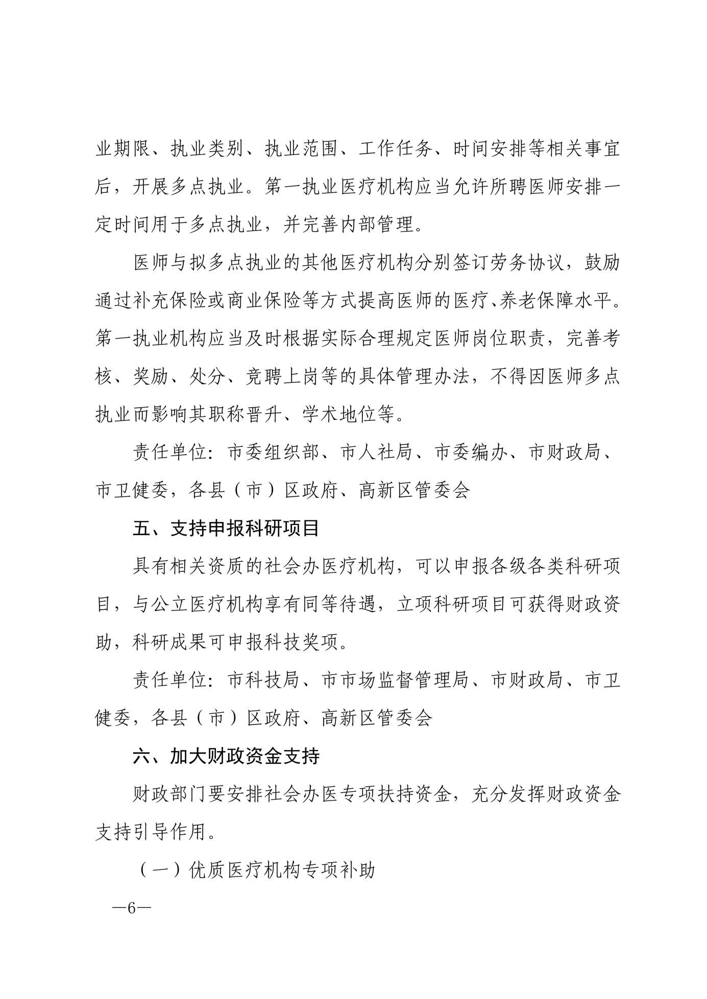 业期限、执业类别、执业范围、工作任务、时间安排等相关事宜
后，开展多点执业。第一执业医疗机构应当允许所聘医师安排一
定时间用于多点执业，并完善内部管理。
医师与拟多点执业的其他医疗机构分别签订劳务协议，鼓励
通过补充保险或商业保险等方式提高医师的医疗、养老保障水平。
第一执业机构应当及时根据实际合理规定医师岗位职责，完善考
核、奖励、处分、竞聘上岗等的具体管理办法，不得因医师多点
执业而影响其职称晋升、学术地位等。
责任单位：市委组织部、市人社局、市委编办、市财政局、
市卫健委，各县（市）区政府、高新区管委会
五、支持申报科研项目
具有相关资质的社会办医疗机构，可以申报各级各类科研项
目，与公立医疗机构享有同等待遇，立项科研项目可获得财政资
助，科研成果可申报科技奖项。
责任单位：市科技局、市市场监督管理局、市财政局、市卫
健委，各县（市）区政府、高新区管委会
六、加大财政资金支持
财政部门要安排社会办医专项扶持资金，充分发挥财政资金
支持引导作用。
（一）优质医疗机构专项补助
—6—